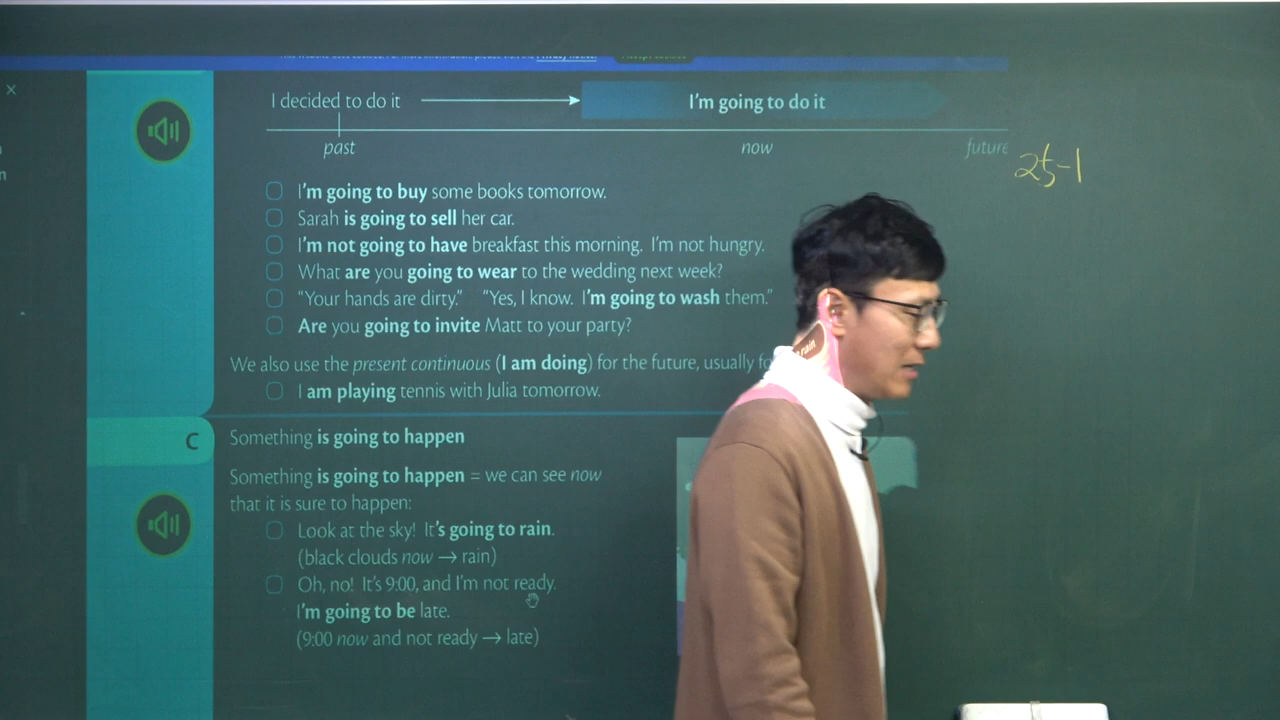 I decided to do it
I'm going to do it
past now future
25-1
I'm going to buy some books tomorrow.
Sarah is going to sell her car.
I'm not going to have breakfast this morning. I'm not hungry.
What are you going to wear to the wedding next week?
"Your hands are dirty." "Yes, I know. I'm going to wash them."
Are you going to invite Matt to your party?
We also use the present continuous (I am doing) for the future, usually
rain
I am playing tennis with Julia tomorrow.
C
Something is going to happen
Something is going to happen = we can see now
that it is sure to happen:
Look at the sky! It's going to rain.
(black clouds now → rain)
Oh, no! It's 9:00, and I'm not ready.
I'm going to be late.
(9:00 now and not ready → late)